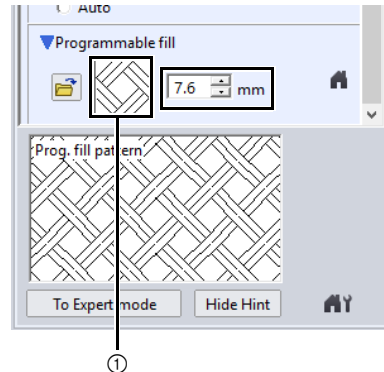 Auto
Programmable fill
7.6 mm
Prog. fill pattern
To Expert mode Hide Hint
①